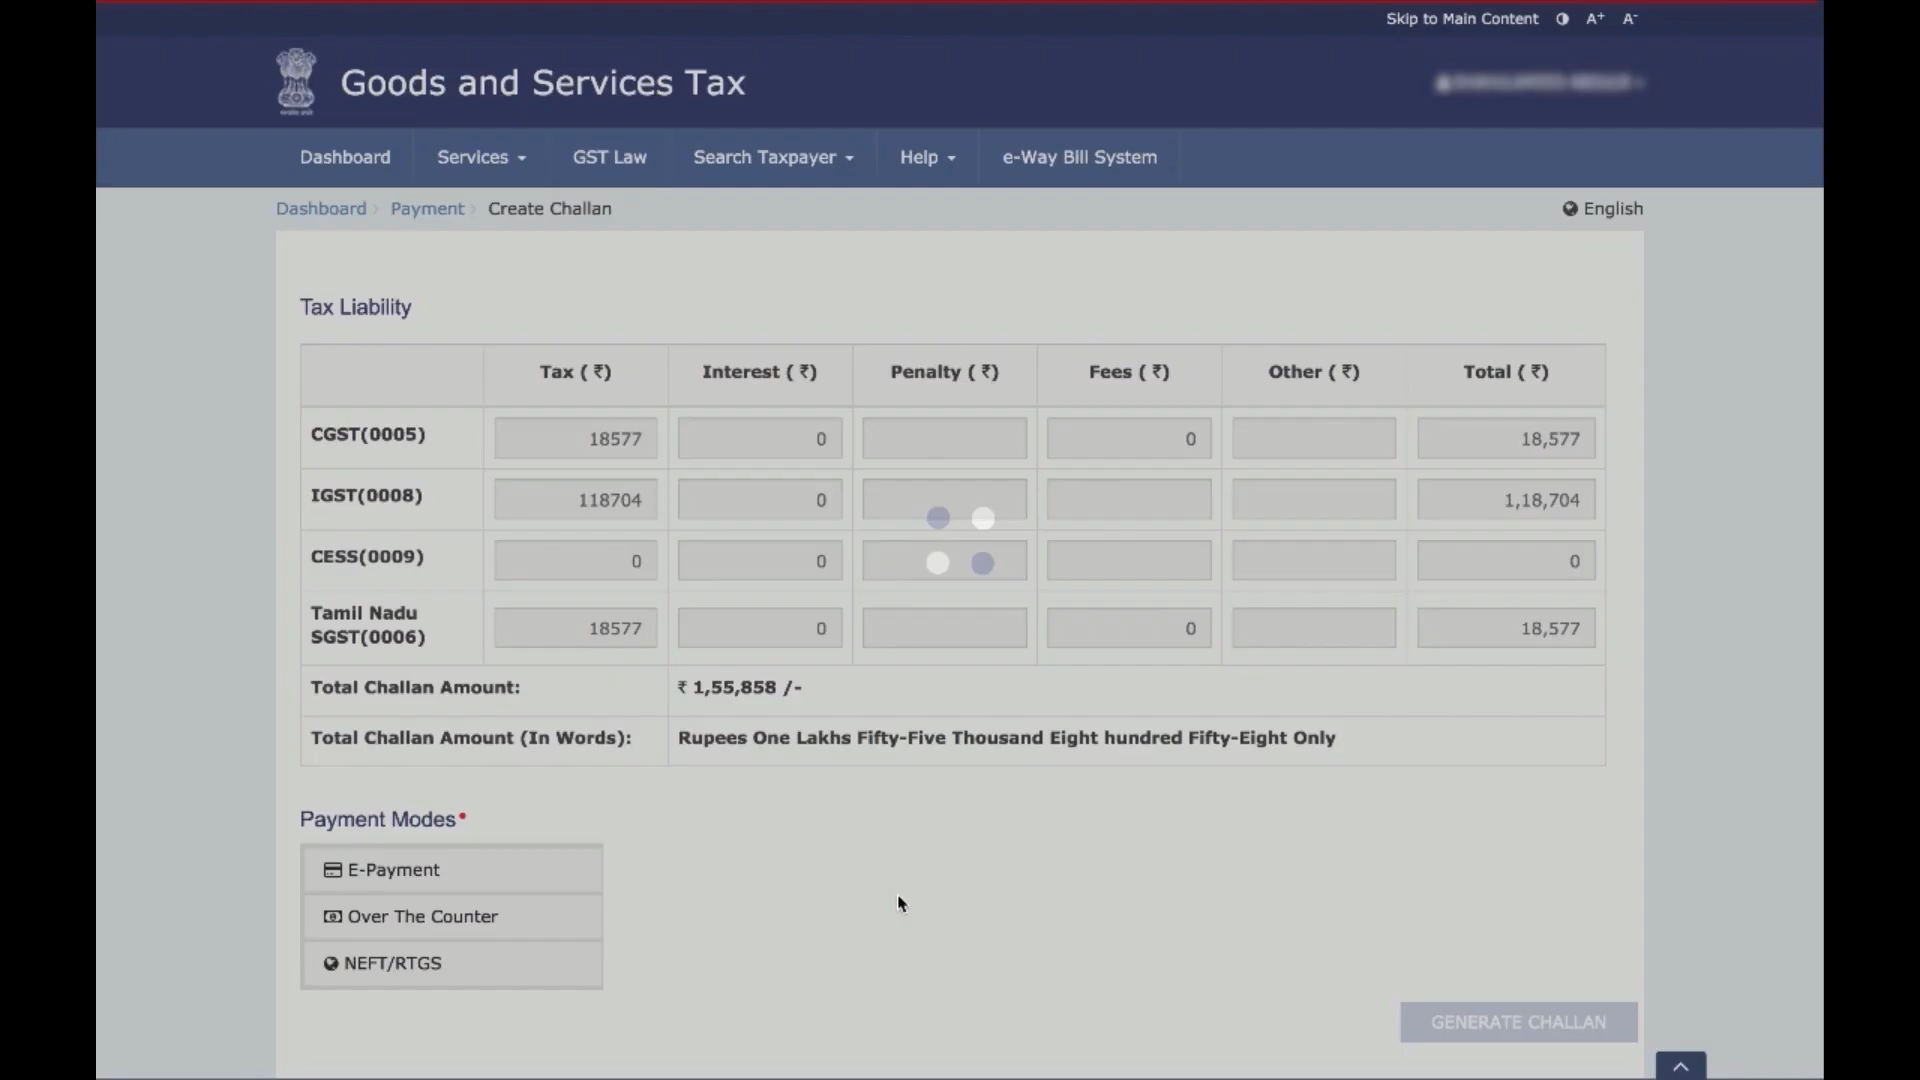 Skip to Main Content A+ A-
Goods and Services Tax
Dashboard Services GST Law Search Taxpayer Help e-Way Bill System
Dashboard Payment Create Challan English
Tax Liability
Tax ( ₹) Interest ( ₹) Penalty ( ₹) Fees ( ₹) Other ( ₹) Total ( ₹)
CGST(0005) 18577 0 0 18,577
IGST(0008) 118704 0 1,18,704
CESS(0009) 0 0 0
Tamil Nadu
SGST(0006) 18577 0 0 18,577
Total Challan Amount: ₹ 1,55,858 /-
Total Challan Amount (In Words): Rupees One Lakhs Fifty-Five Thousand Eight hundred Fifty-Eight Only
Payment Modes•
E-Payment
Over The Counter
NEFT/RTGS
GENERATE CHALLAN